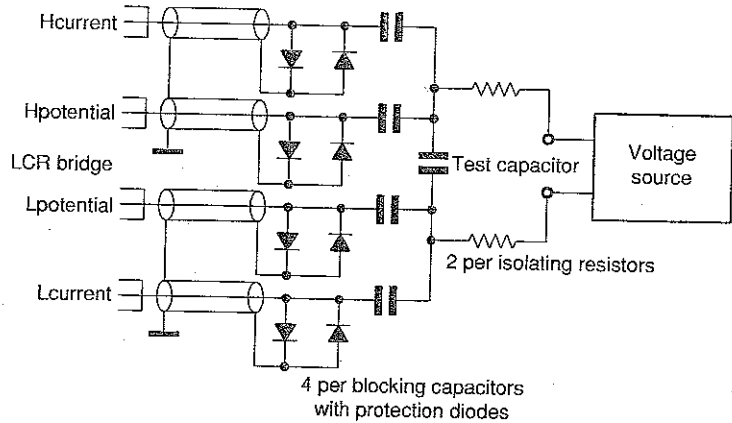 Hcurrent
Hpotential
LCR bridge
Lpotential
Lcurrent
Test capacitor
Voltage
source
2 per isolating resistors
4 per blocking capacitors
with protection diodes